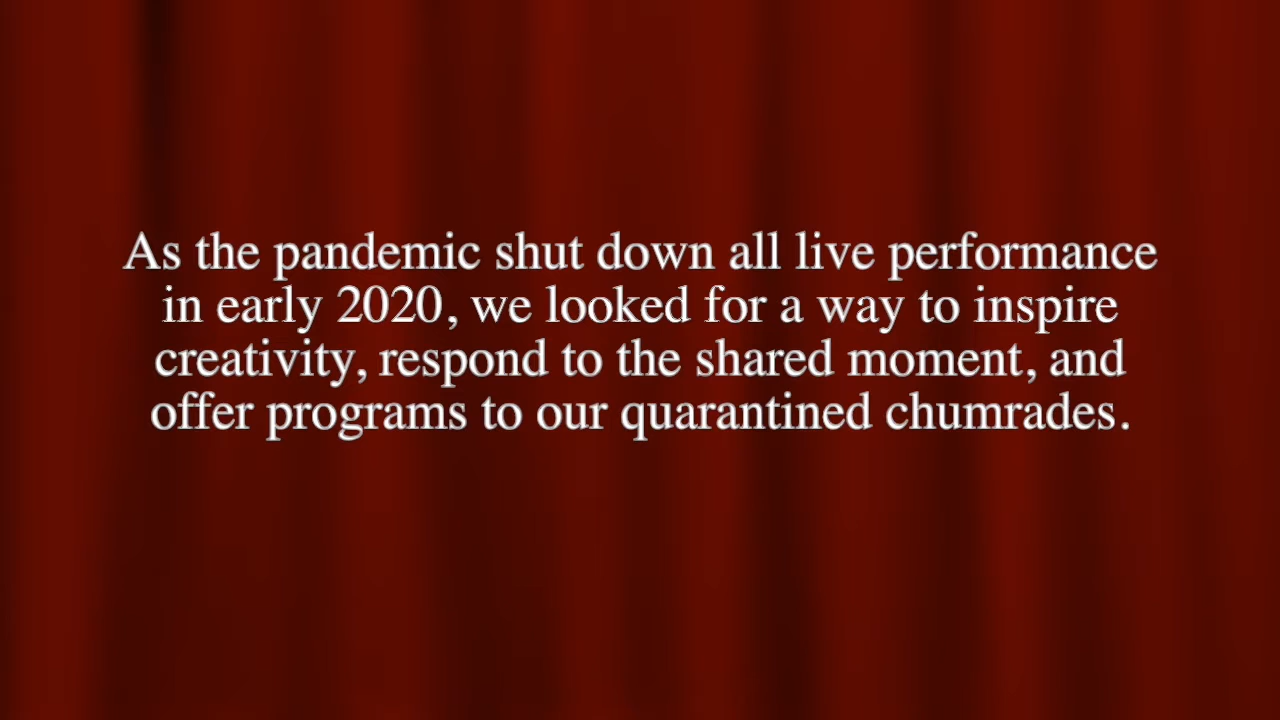 As the pandemic shut down all live performance
in early 2020, we looked for a way to inspire
creativity, respond to the shared moment, and
offer programs to our quarantined chumrades.